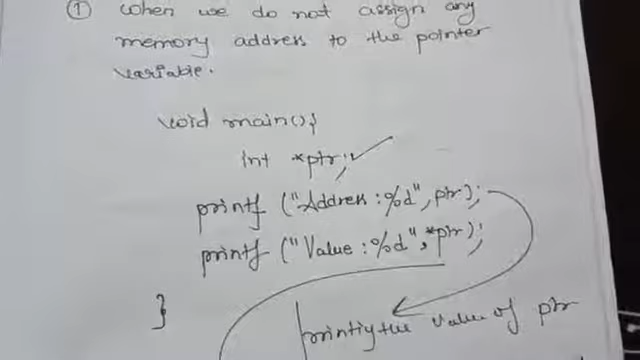 ① When we do not assign any
memory address to the pointer
variable.
void main(){
int *ptr;
printf ("Address :%d", ptr);
printf ("Value :%d", *ptr);
}
printiy the value of ptr